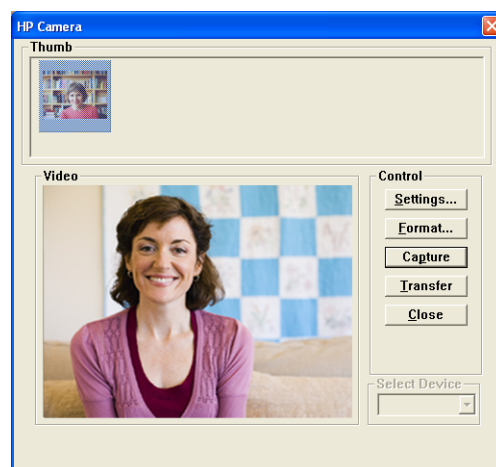 HP Camera
Thumb
Video
Control
Settings...
Format...
Capture
Transfer
Close
Select Device